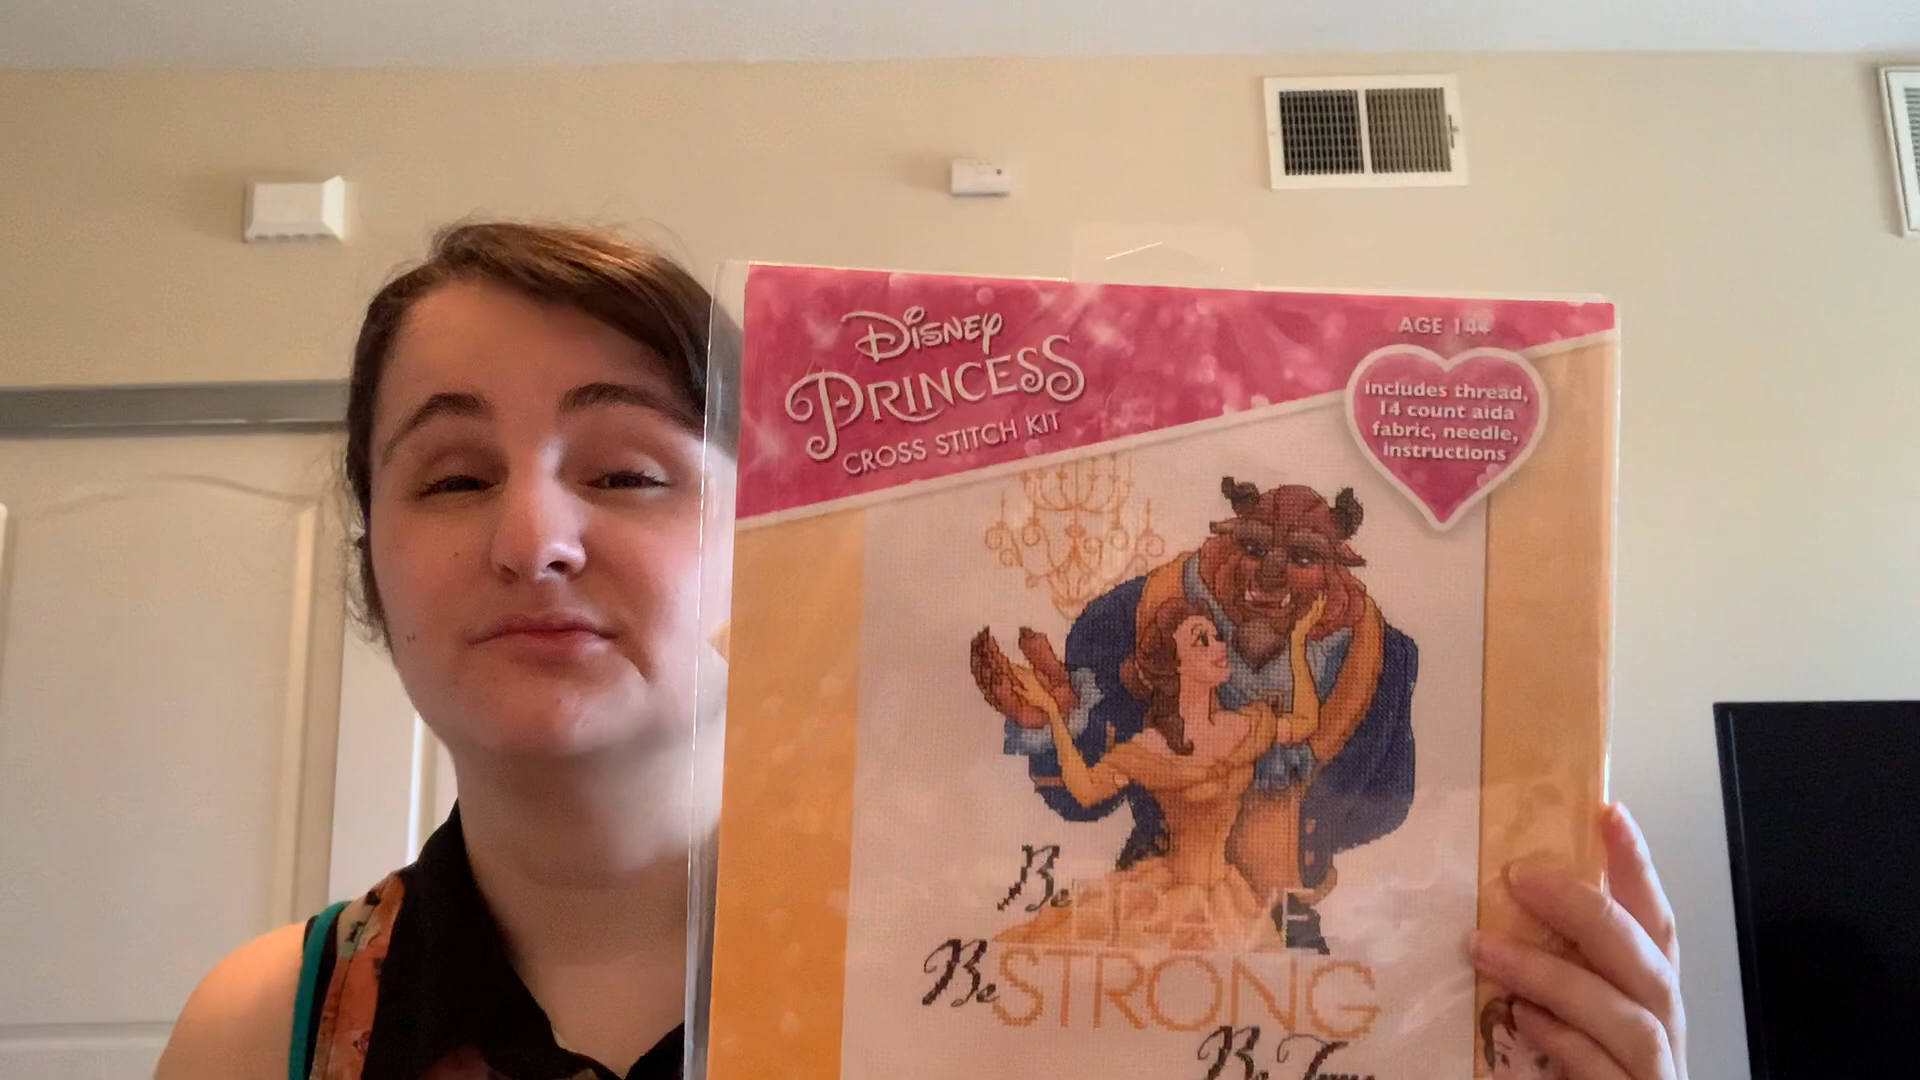 Disney
PRINCESS
CROSS STITCH KIT
AGE 14+
includes thread,
14 count aida
fabric, needle,
instructions
Be BRAVE
Be STRONG
Be True